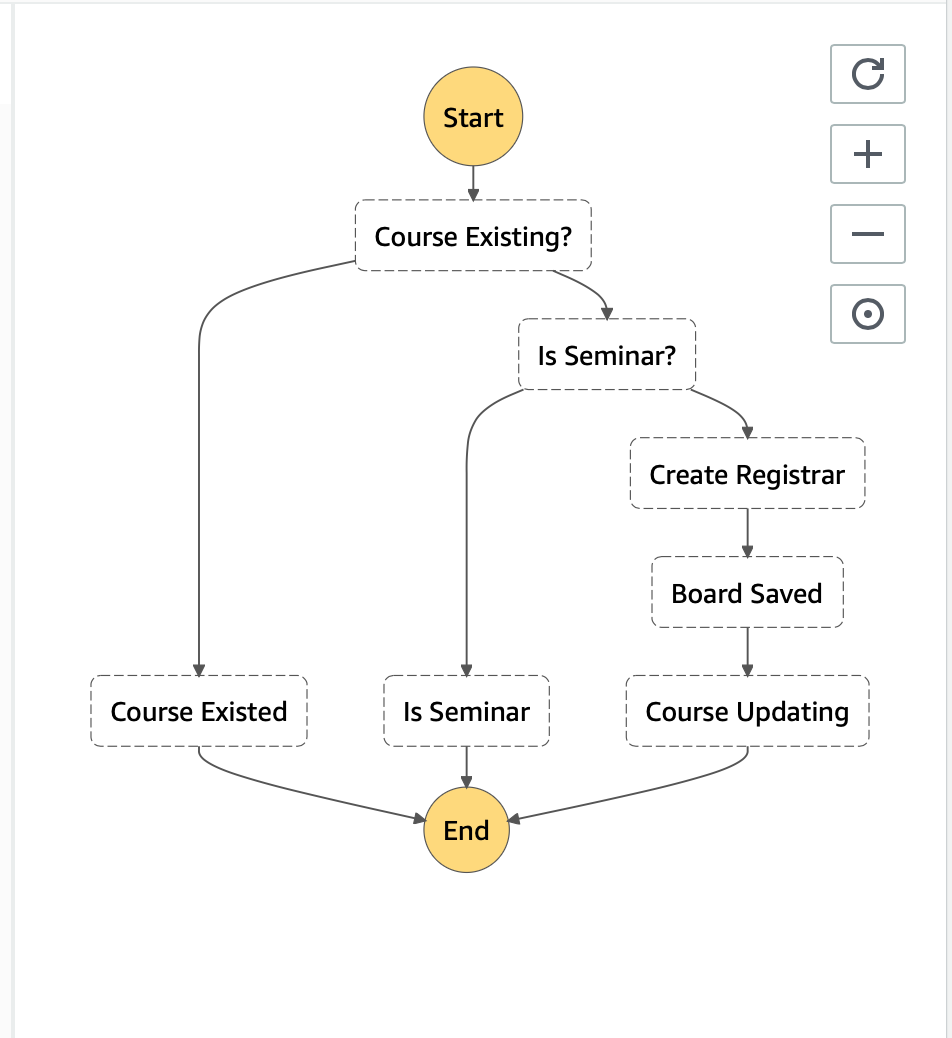 Start
Course Existing?
Is Seminar?
Create Registrar
Board Saved
Course Existed
Is Seminar
Course Updating
End